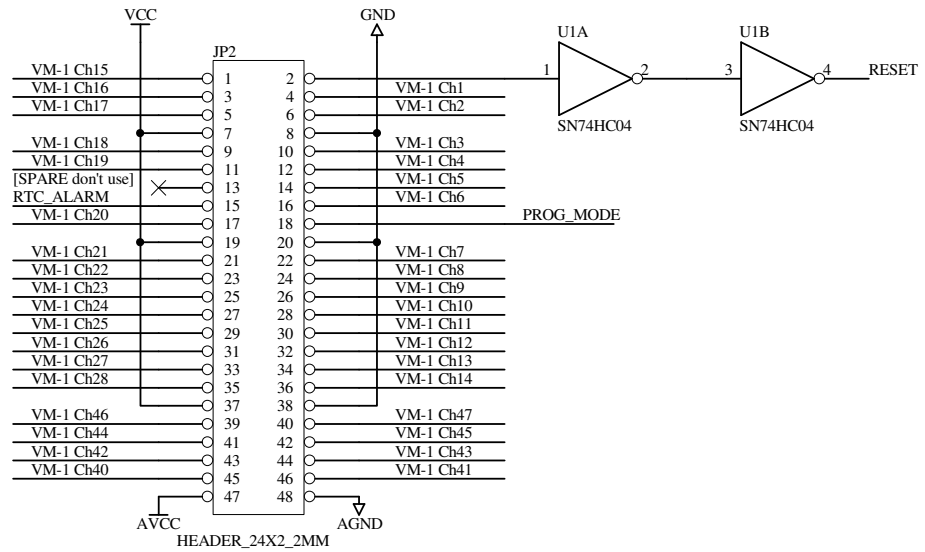 VCC
GND
JP2
U1A
U1B
VM-1 Ch15 1 2 1 2 3 4 RESET
VM-1 Ch16 3 4 VM-1 Ch1
VM-1 Ch17 5 6 VM-1 Ch2
7 8
SN74HC04 SN74HC04
VM-1 Ch18 9 10 VM-1 Ch3
VM-1 Ch19 11 12 VM-1 Ch4
[SPARE don't use] 13 14 VM-1 Ch5
RTC_ALARM 15 16 VM-1 Ch6
VM-1 Ch20 17 18 PROG_MODE
19 20
VM-1 Ch21 21 22 VM-1 Ch7
VM-1 Ch22 23 24 VM-1 Ch8
VM-1 Ch23 25 26 VM-1 Ch9
VM-1 Ch24 27 28 VM-1 Ch10
VM-1 Ch25 29 30 VM-1 Ch11
VM-1 Ch26 31 32 VM-1 Ch12
VM-1 Ch27 33 34 VM-1 Ch13
VM-1 Ch28 35 36 VM-1 Ch14
37 38
VM-1 Ch46 39 40 VM-1 Ch47
VM-1 Ch44 41 42 VM-1 Ch45
VM-1 Ch42 43 44 VM-1 Ch43
VM-1 Ch40 45 46 VM-1 Ch41
47 48
AVCC AGND
HEADER_24X2_2MM